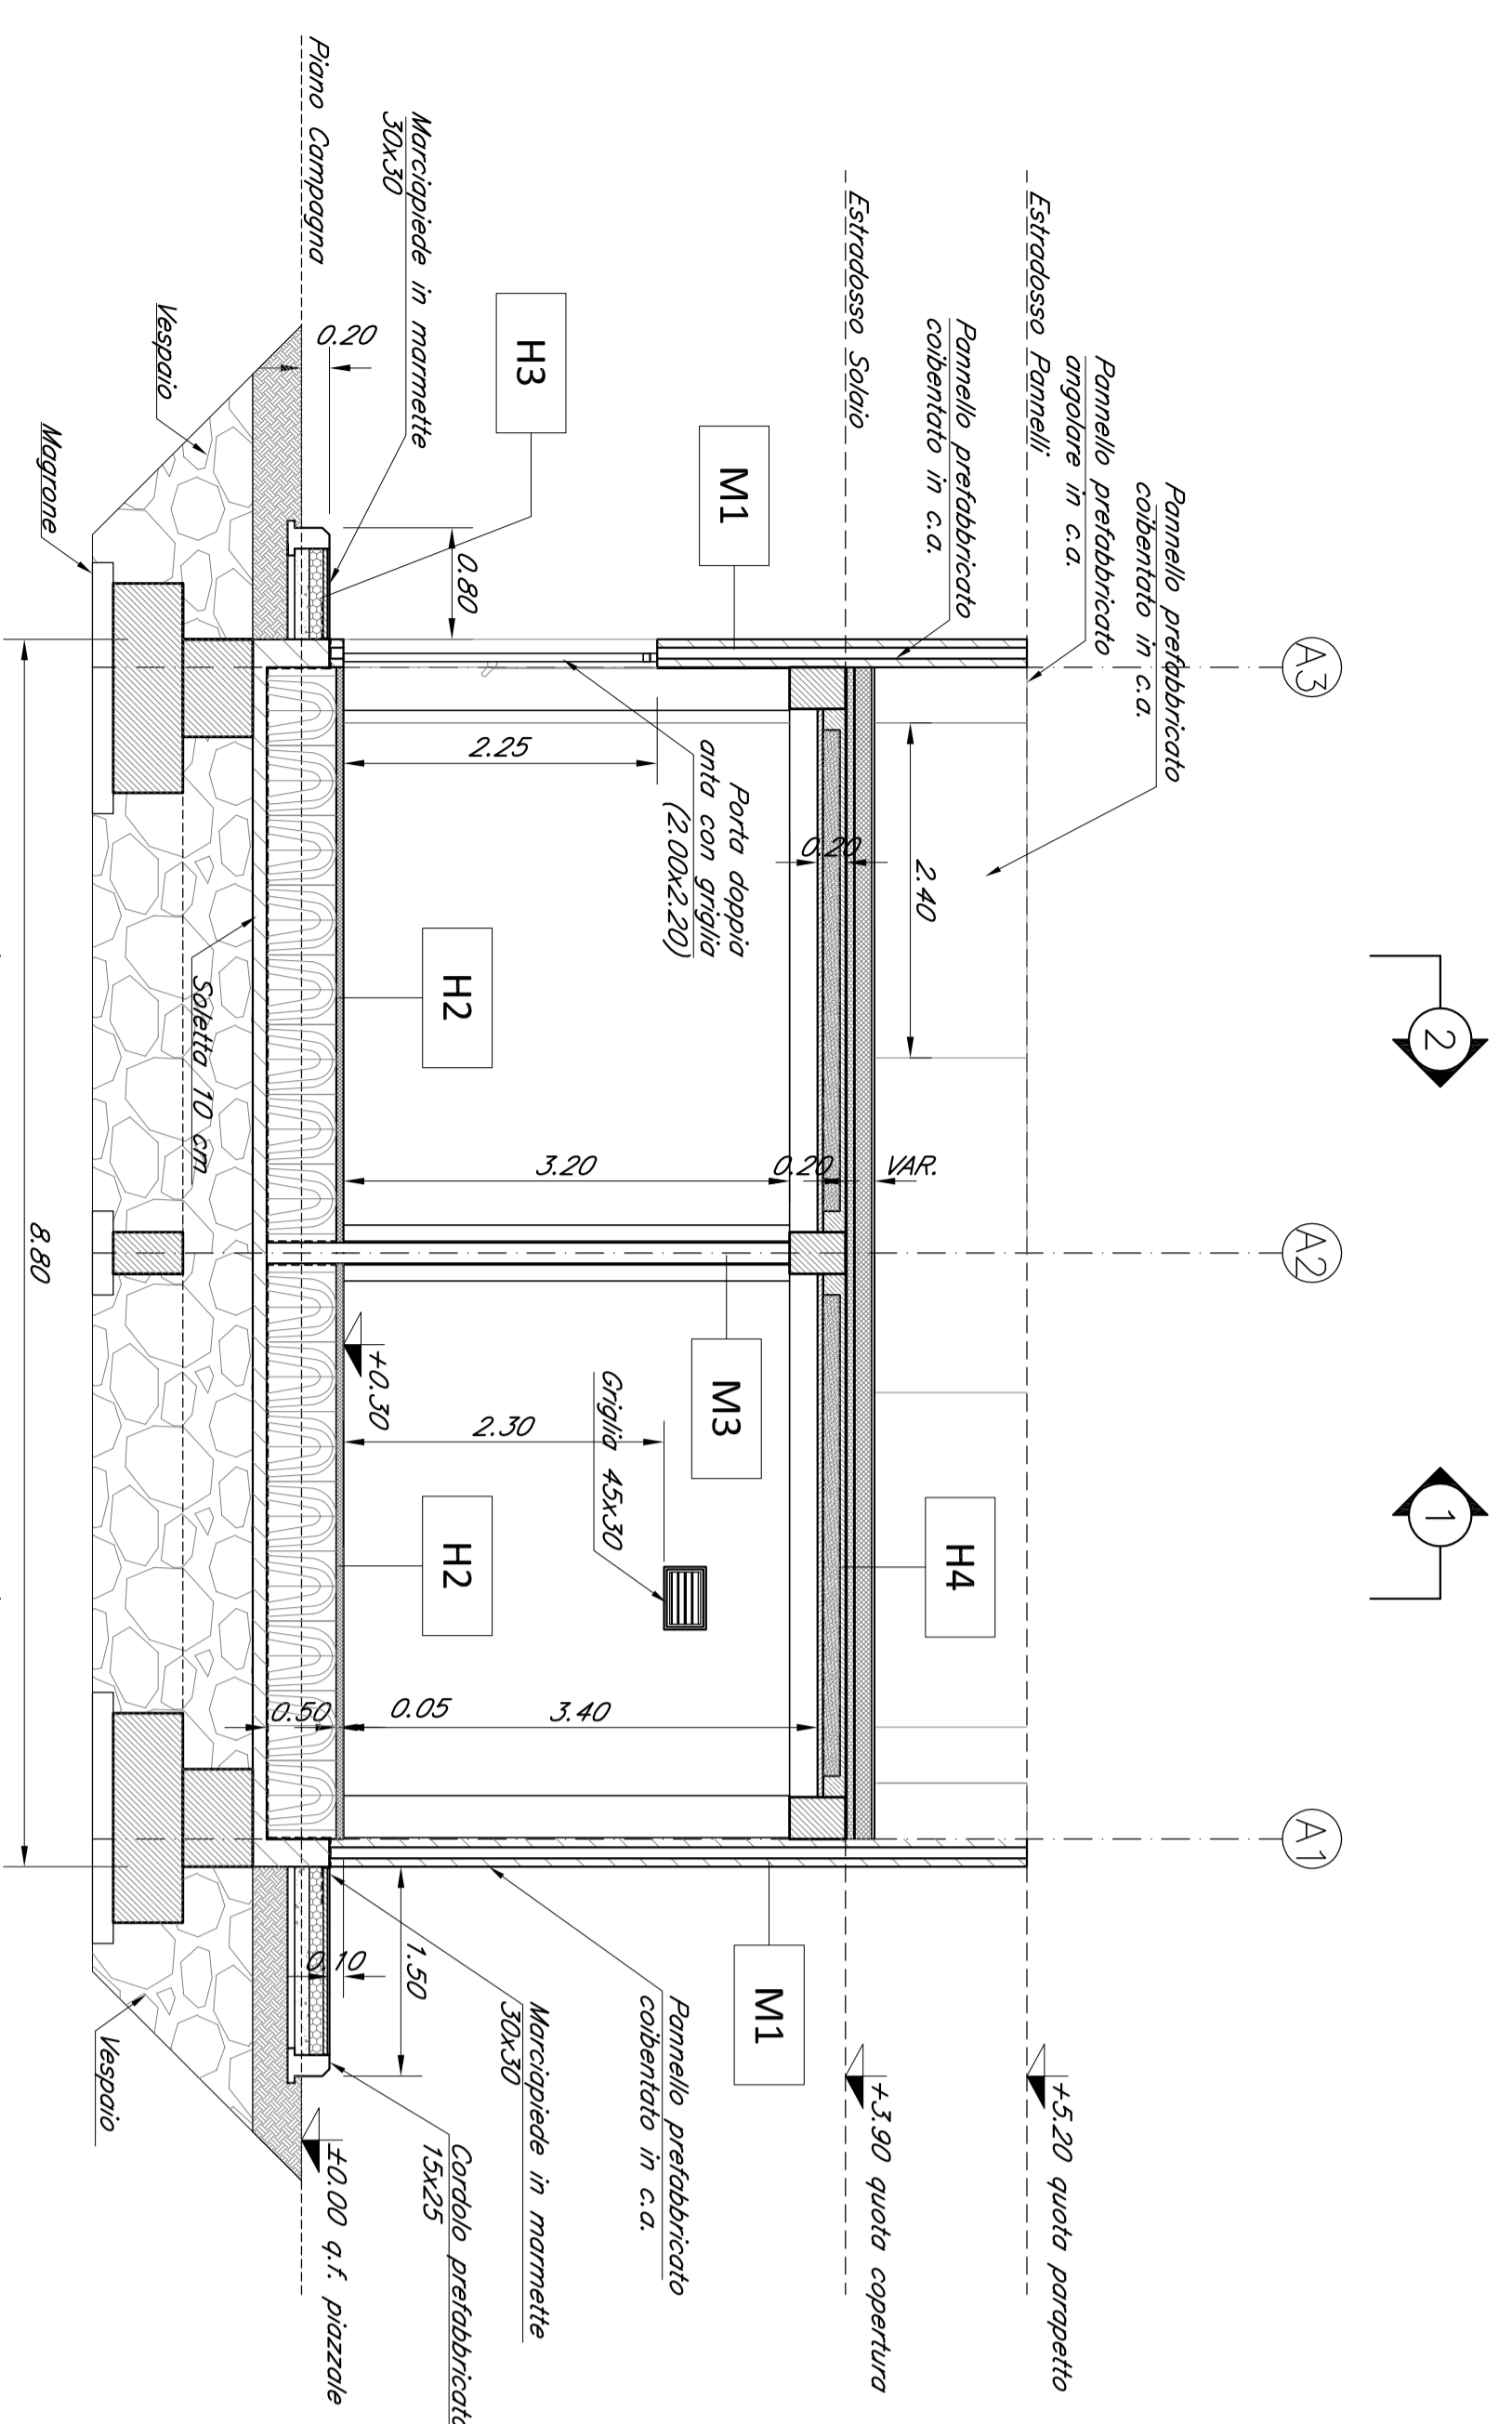 A3
A2
A1
2
1
Estradosso Pannelli
Pannello prefabbricato
coibentato in c.a.
Pannello prefabbricato
angolare in c.a.
Pannello prefabbricato
coibentato in c.a.
Estradosso Solaio
+5.20 quota parapetto
+3.90 quota copertura
2.40
H4
M1
VAR.
0.20
0.20
M3
M1
Porta doppia
anta con griglia
(2.00x2.20)
Griglia 45x30
Pannello prefabbricato
coibentato in c.a.
H3
2.25
3.20
2.30
3.40
H2
H2
Marciapiede in marmette
30x30
0.80
+0.30
0.05
0.50
1.50
0.10
Marciapiede in marmette
30x30
Cordolo prefabbricato
15x25
0.20
Piano Campagna
±0.00 q.f. piazzale
Vespaio
Soletta 10 cm
Magrone
Vespaio
8.80